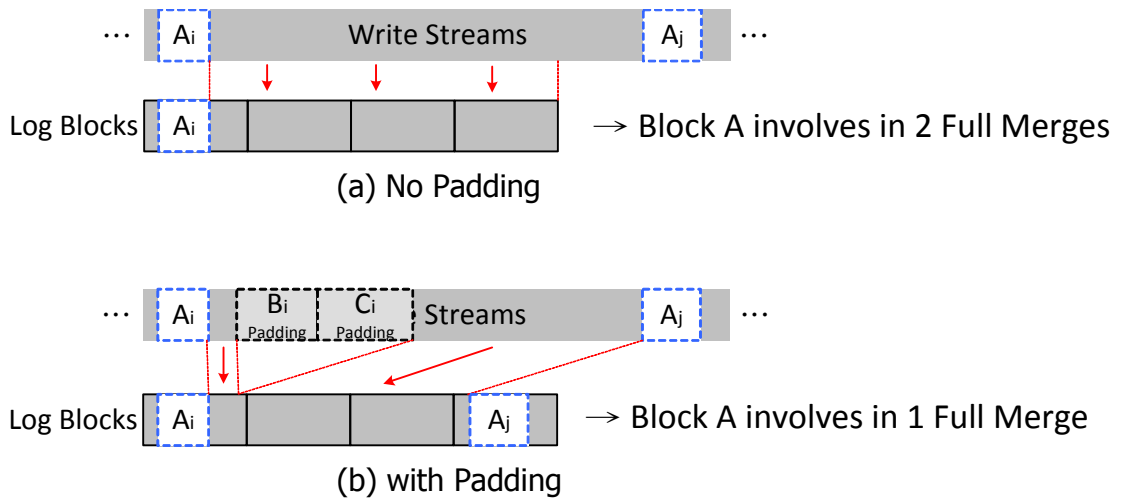 ... Ai Write Streams Aj ...
Log Blocks Ai → Block A involves in 2 Full Merges
(a) No Padding
... Ai Bi Padding Ci Padding Streams Aj ...
Log Blocks Ai Aj → Block A involves in 1 Full Merge
(b) with Padding